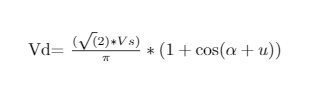 Vd= (√(2)*Vs)/π * (1 + cos(α + u))